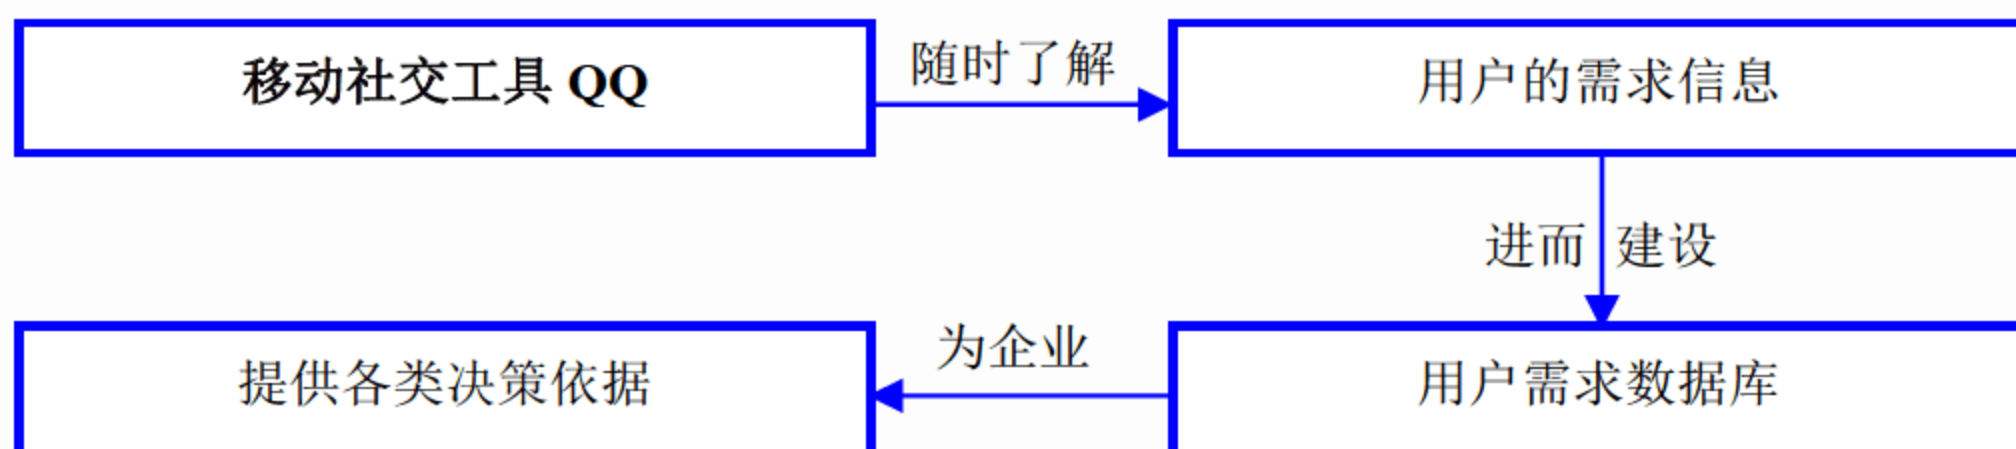 移动社交工具 QQ
随时了解
用户的需求信息
进而 建设
提供各类决策依据
为企业
用户需求数据库